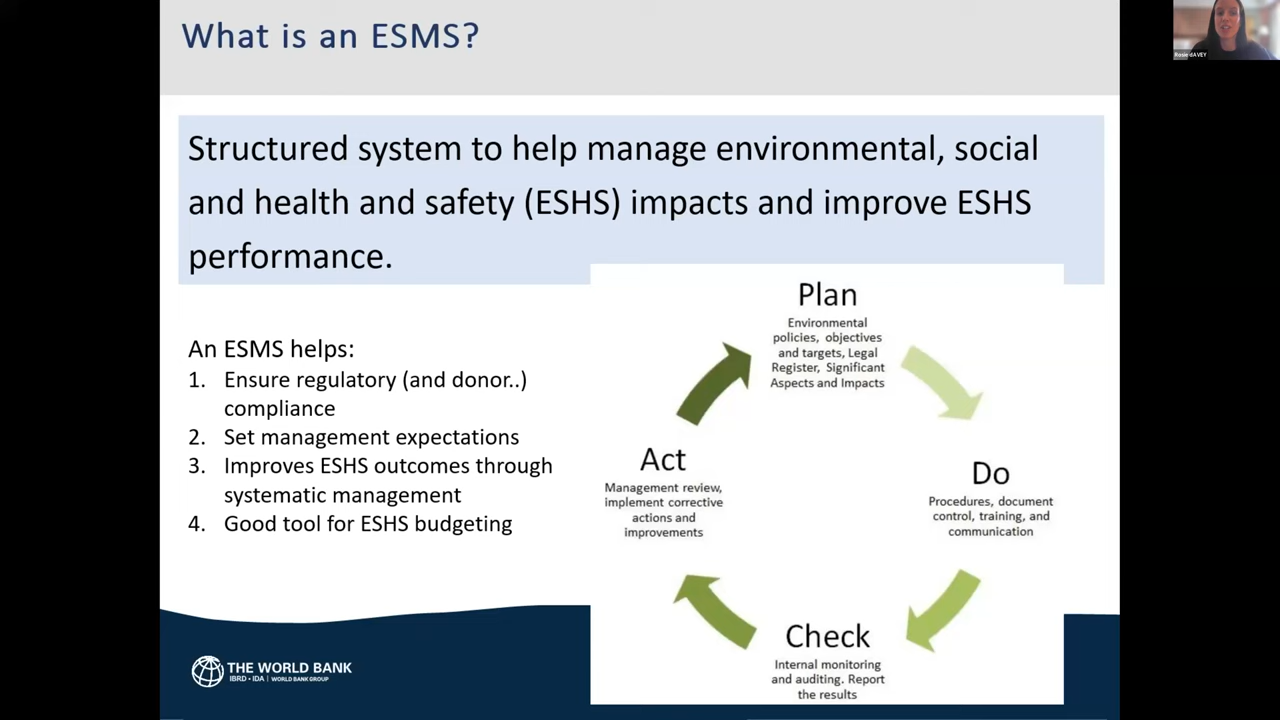 What is an ESMS?
Rosie dAVEY
Structured system to help manage environmental, social
and health and safety (ESHS) impacts and improve ESHS
performance.
An ESMS helps:
1. Ensure regulatory (and donor..)
compliance
2. Set management expectations
3. Improves ESHS outcomes through
systematic management
4. Good tool for ESHS budgeting
Plan
Environmental
policies, objectives
and targets, Legal
Register, Significant
Aspects and Impacts
Do
Procedures, document
control, training, and
communication
Check
Internal monitoring
and auditing. Report
the results
Act
Management review,
implement corrective
actions and
improvements
THE WORLD BANK
IBRD • IDA | WORLD BANK GROUP